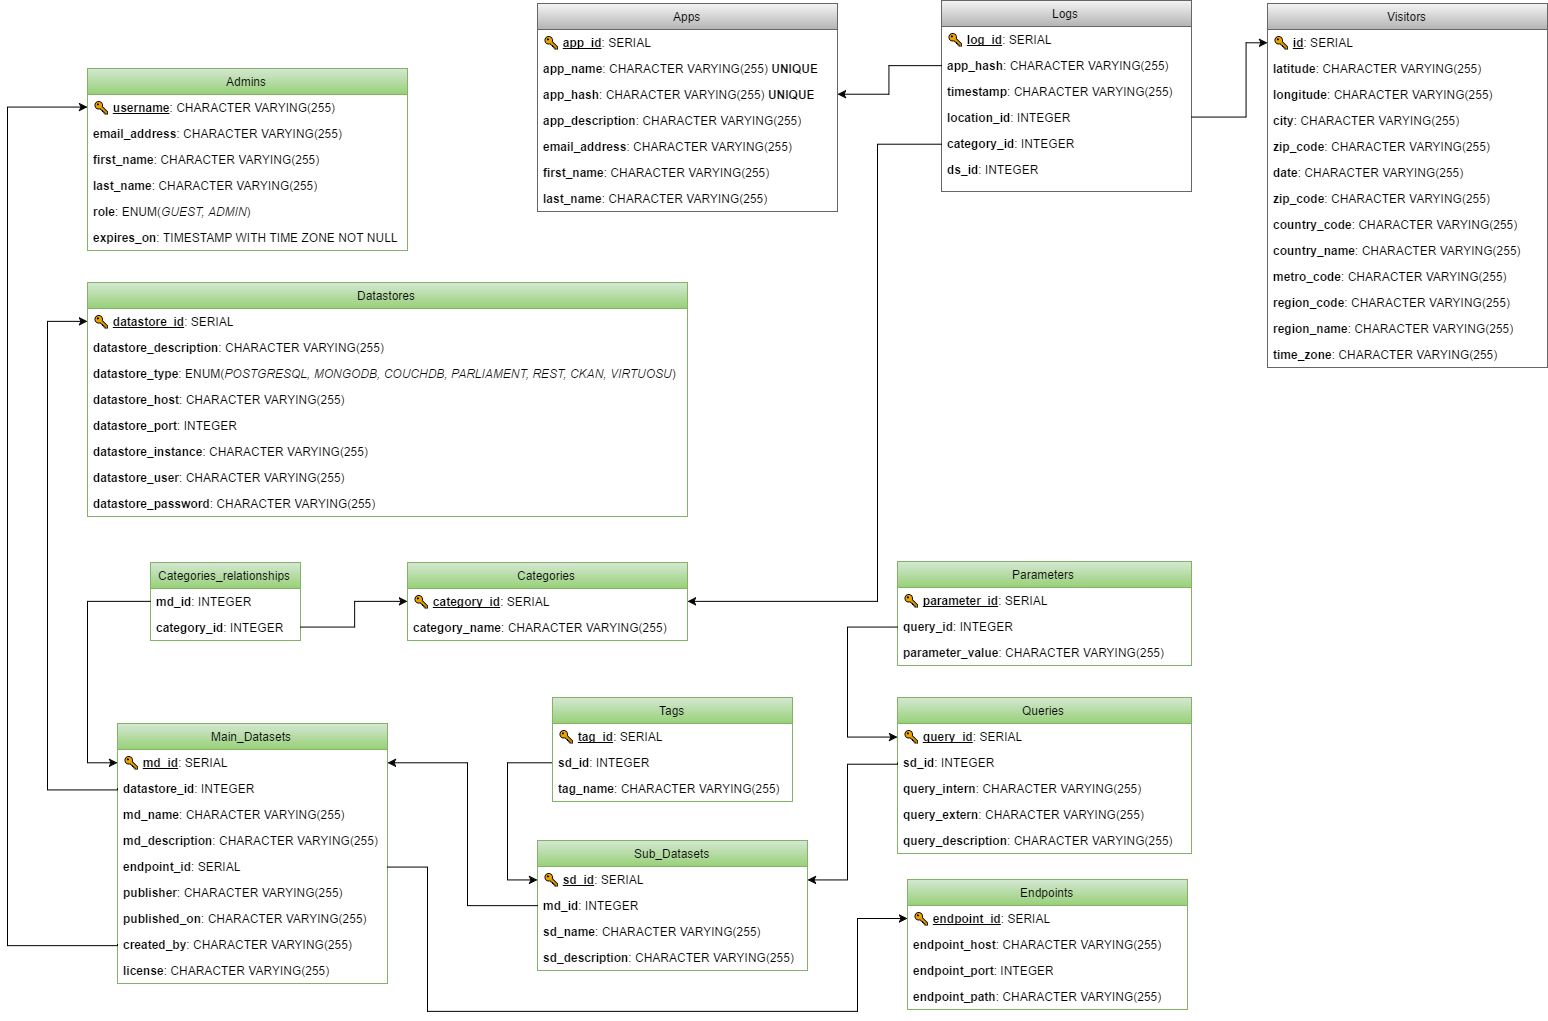 Apps
app_id: SERIAL
app_name: CHARACTER VARYING(255) UNIQUE
app_hash: CHARACTER VARYING(255) UNIQUE
app_description: CHARACTER VARYING(255)
email_address: CHARACTER VARYING(255)
first_name: CHARACTER VARYING(255)
last_name: CHARACTER VARYING(255)
Logs
log_id: SERIAL
app_hash: CHARACTER VARYING(255)
timestamp: CHARACTER VARYING(255)
location_id: INTEGER
category_id: INTEGER
ds_id: INTEGER
Visitors
id: SERIAL
latitude: CHARACTER VARYING(255)
longitude: CHARACTER VARYING(255)
city: CHARACTER VARYING(255)
zip_code: CHARACTER VARYING(255)
date: CHARACTER VARYING(255)
zip_code: CHARACTER VARYING(255)
country_code: CHARACTER VARYING(255)
country_name: CHARACTER VARYING(255)
metro_code: CHARACTER VARYING(255)
region_code: CHARACTER VARYING(255)
region_name: CHARACTER VARYING(255)
time_zone: CHARACTER VARYING(255)
Admins
username: CHARACTER VARYING(255)
email_address: CHARACTER VARYING(255)
first_name: CHARACTER VARYING(255)
last_name: CHARACTER VARYING(255)
role: ENUM(GUEST, ADMIN)
expires_on: TIMESTAMP WITH TIME ZONE NOT NULL
Datastores
datastore_id: SERIAL
datastore_description: CHARACTER VARYING(255)
datastore_type: ENUM(POSTGRESQL, MONGODB, COUCHDB, PARLIAMENT, REST, CKAN, VIRTUOSU)
datastore_host: CHARACTER VARYING(255)
datastore_port: INTEGER
datastore_instance: CHARACTER VARYING(255)
datastore_user: CHARACTER VARYING(255)
datastore_password: CHARACTER VARYING(255)
Categories_relationships
md_id: INTEGER
category_id: INTEGER
Categories
category_id: SERIAL
category_name: CHARACTER VARYING(255)
Parameters
parameter_id: SERIAL
query_id: INTEGER
parameter_value: CHARACTER VARYING(255)
Main_Datasets
md_id: SERIAL
datastore_id: INTEGER
md_name: CHARACTER VARYING(255)
md_description: CHARACTER VARYING(255)
endpoint_id: SERIAL
publisher: CHARACTER VARYING(255)
published_on: CHARACTER VARYING(255)
created_by: CHARACTER VARYING(255)
license: CHARACTER VARYING(255)
Tags
tag_id: SERIAL
sd_id: INTEGER
tag_name: CHARACTER VARYING(255)
Queries
query_id: SERIAL
sd_id: INTEGER
query_intern: CHARACTER VARYING(255)
query_extern: CHARACTER VARYING(255)
query_description: CHARACTER VARYING(255)
Sub_Datasets
sd_id: SERIAL
md_id: INTEGER
sd_name: CHARACTER VARYING(255)
sd_description: CHARACTER VARYING(255)
Endpoints
endpoint_id: SERIAL
endpoint_host: CHARACTER VARYING(255)
endpoint_port: INTEGER
endpoint_path: CHARACTER VARYING(255)